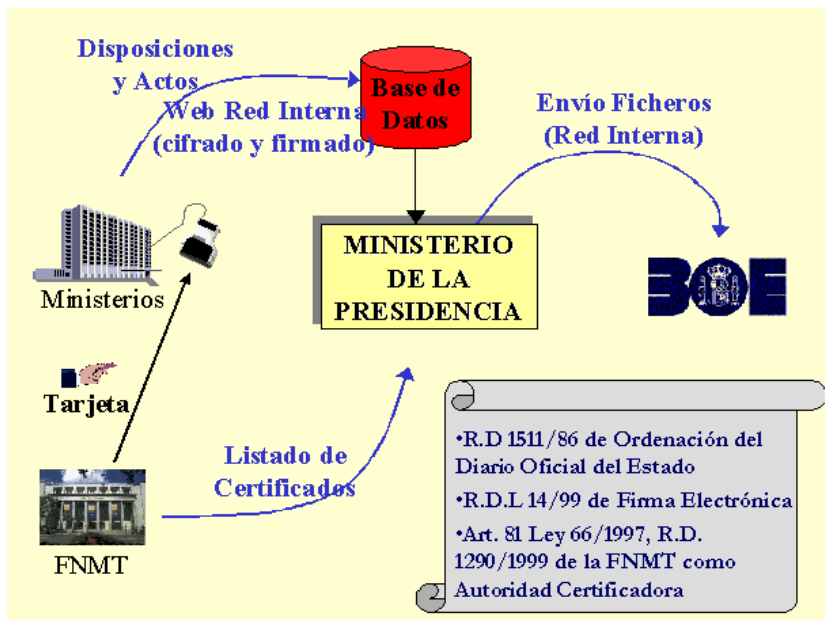 Disposiciones
y Actos
Web Red Interna
(cifrado y firmado)
Base de
Datos
Envío Ficheros
(Red Interna)
MINISTERIO
DE LA
PRESIDENCIA
BOE
Ministerios
Tarjeta
Listado de
Certificados
FNMT
•R.D 1511/86 de Ordenación del
Diario Oficial del Estado
•R.D.L 14/99 de Firma Electrónica
•Art. 81 Ley 66/1997, R.D.
1290/1999 de la FNMT como
Autoridad Certificadora